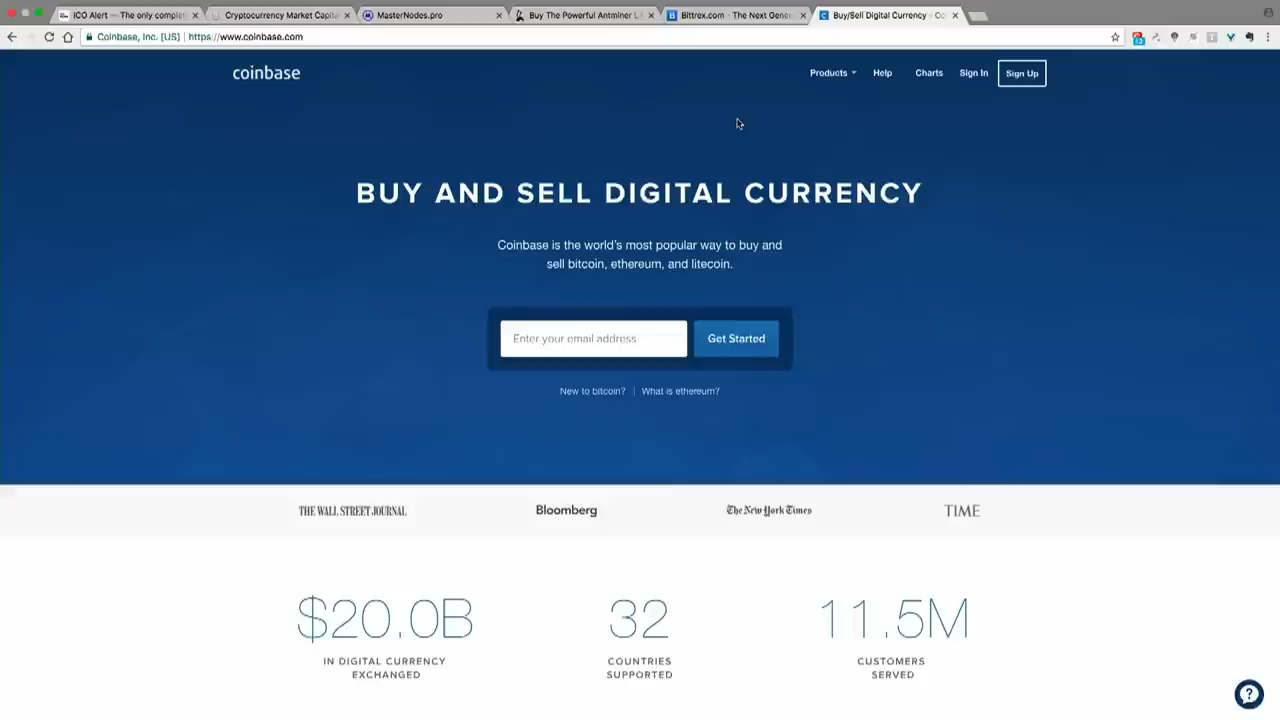 ICO Alert — The only complet
Cryptocurrency Market Capita
MasterNodes.pro
Buy The Powerful Antminer L
Bittrex.com - The Next Gener
Buy/Sell Digital Currency - Co
Coinbase, Inc. [US] | https://www.coinbase.com
coinbase
Products
Help
Charts
Sign In
Sign Up
BUY AND SELL DIGITAL CURRENCY
Coinbase is the world's most popular way to buy and
sell bitcoin, ethereum, and litecoin.
Enter your email address
Get Started
New to bitcoin? | What is ethereum?
THE WALL STREET JOURNAL
Bloomberg
The New York Times
TIME
$20.0B
IN DIGITAL CURRENCY
EXCHANGED
32
COUNTRIES
SUPPORTED
11.5M
CUSTOMERS
SERVED